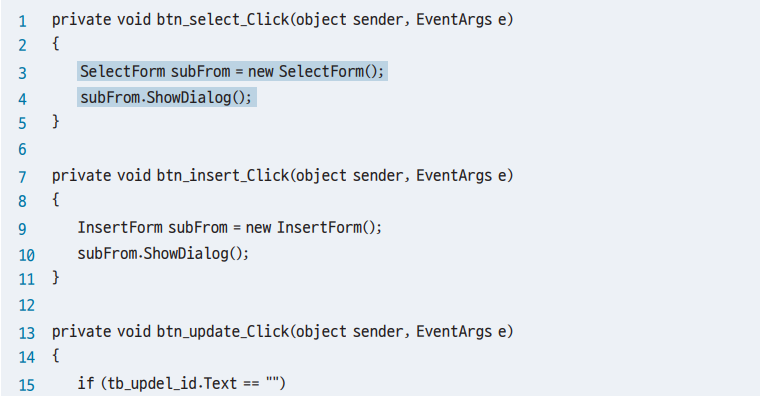 1 private void btn_select_Click(object sender, EventArgs e)
2 {
3 SelectForm subFrom = new SelectForm();
4 subFrom.ShowDialog();
5 }
6
7 private void btn_insert_Click(object sender, EventArgs e)
8 {
9 InsertForm subFrom = new InsertForm();
10 subFrom.ShowDialog();
11 }
12
13 private void btn_update_Click(object sender, EventArgs e)
14 {
15 if (tb_updel_id.Text == "")